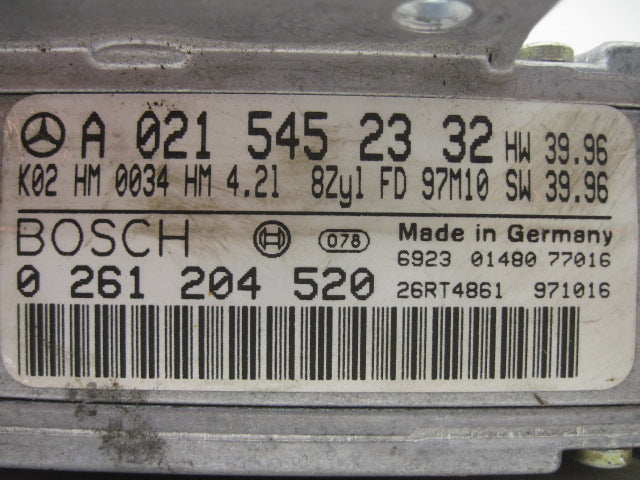 A 021 545 23 32 HW 39.96
K02 HM 0034 HM 4.2l 8Zyl FD 97M10 SW 39.96
BOSCH 078 Made in Germany
6923 01480 77016
0 261 204 520 26RT4861 971016